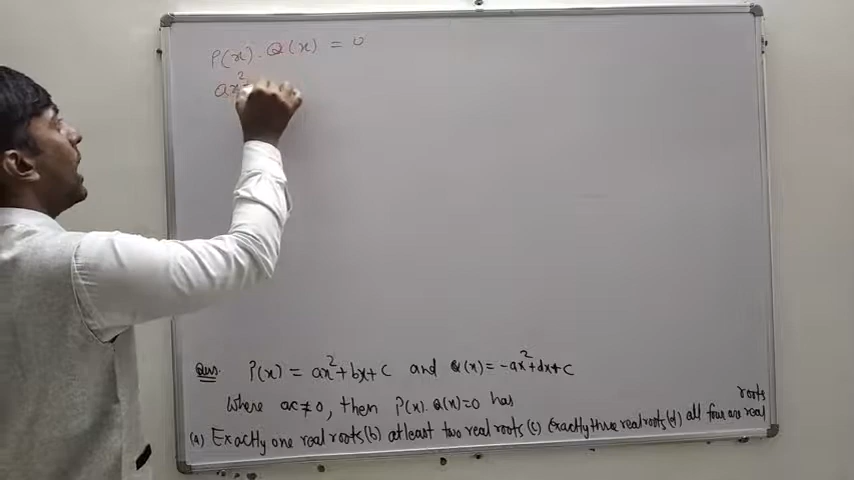 P(x) . Q(x) = 0
ax²
Ques. P(x) = ax²+bx+c and Q(x)= -ax²+dx+c
Where ac≠0, then P(x). Q(x)=0 has
(a) Exactly one real roots (b) atleast two real roots (c) Exactly three real roots (d) all four are real roots